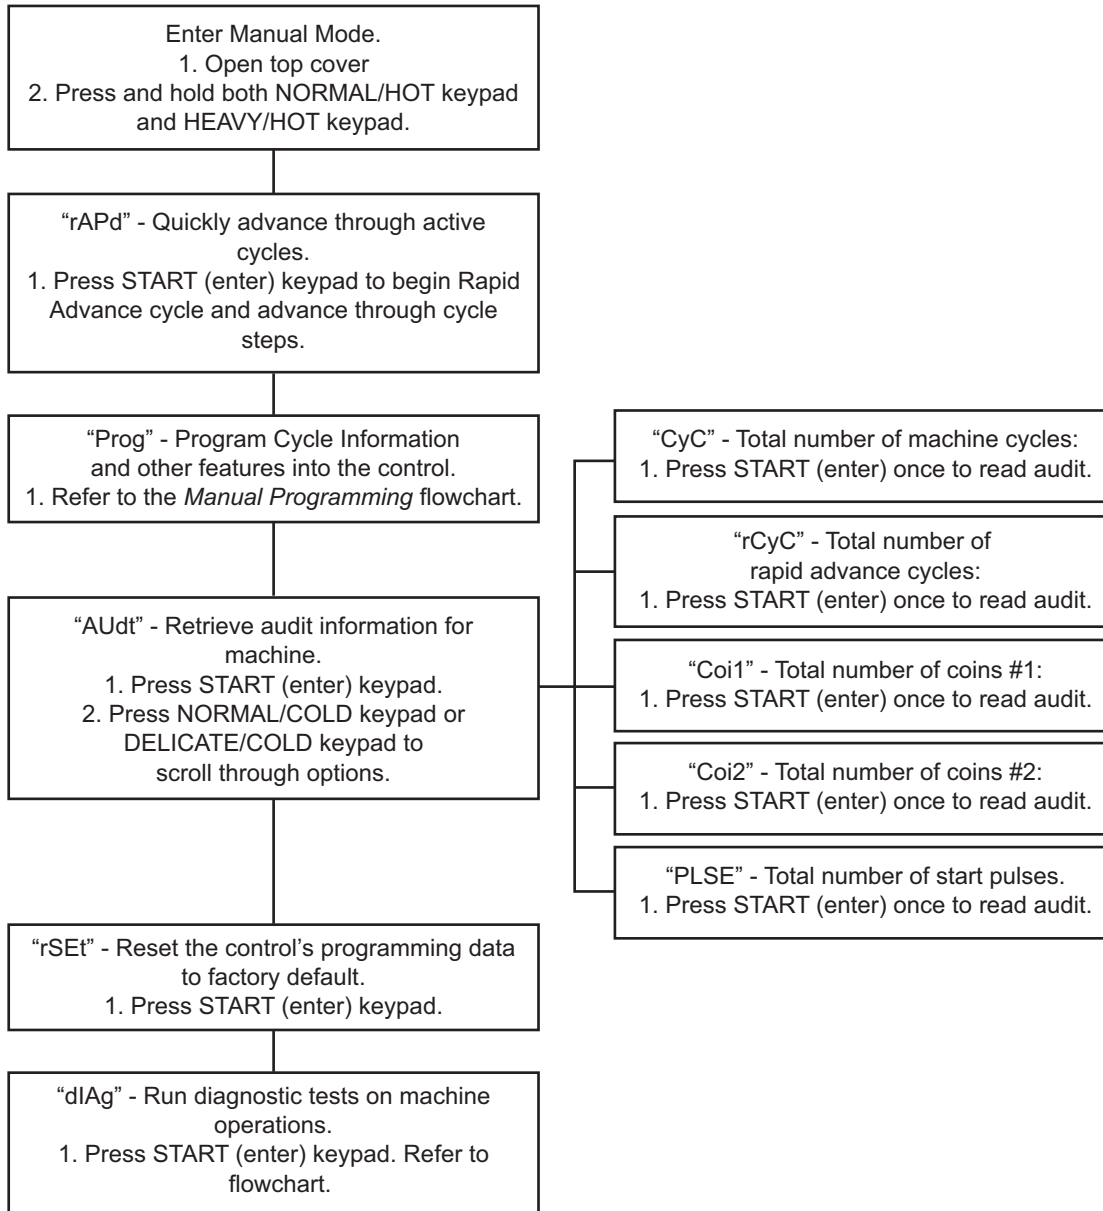 Enter Manual Mode.
1. Open top cover
2. Press and hold both NORMAL/HOT keypad
and HEAVY/HOT keypad.
“rAPd” - Quickly advance through active
cycles.
1. Press START (enter) keypad to begin Rapid
Advance cycle and advance through cycle
steps.
“Prog” - Program Cycle Information
and other features into the control.
1. Refer to the Manual Programming flowchart.
“AUdt” - Retrieve audit information for
machine.
1. Press START (enter) keypad.
2. Press NORMAL/COLD keypad or
DELICATE/COLD keypad to
scroll through options.
“CyC” - Total number of machine cycles:
1. Press START (enter) once to read audit.
“rCyC” - Total number of
rapid advance cycles:
1. Press START (enter) once to read audit.
“Coi1” - Total number of coins #1:
1. Press START (enter) once to read audit.
“Coi2” - Total number of coins #2:
1. Press START (enter) once to read audit.
“PLSE” - Total number of start pulses.
1. Press START (enter) once to read audit.
“rSEt” - Reset the control’s programming data
to factory default.
1. Press START (enter) keypad.
“dIAg” - Run diagnostic tests on machine
operations.
1. Press START (enter) keypad. Refer to
flowchart.